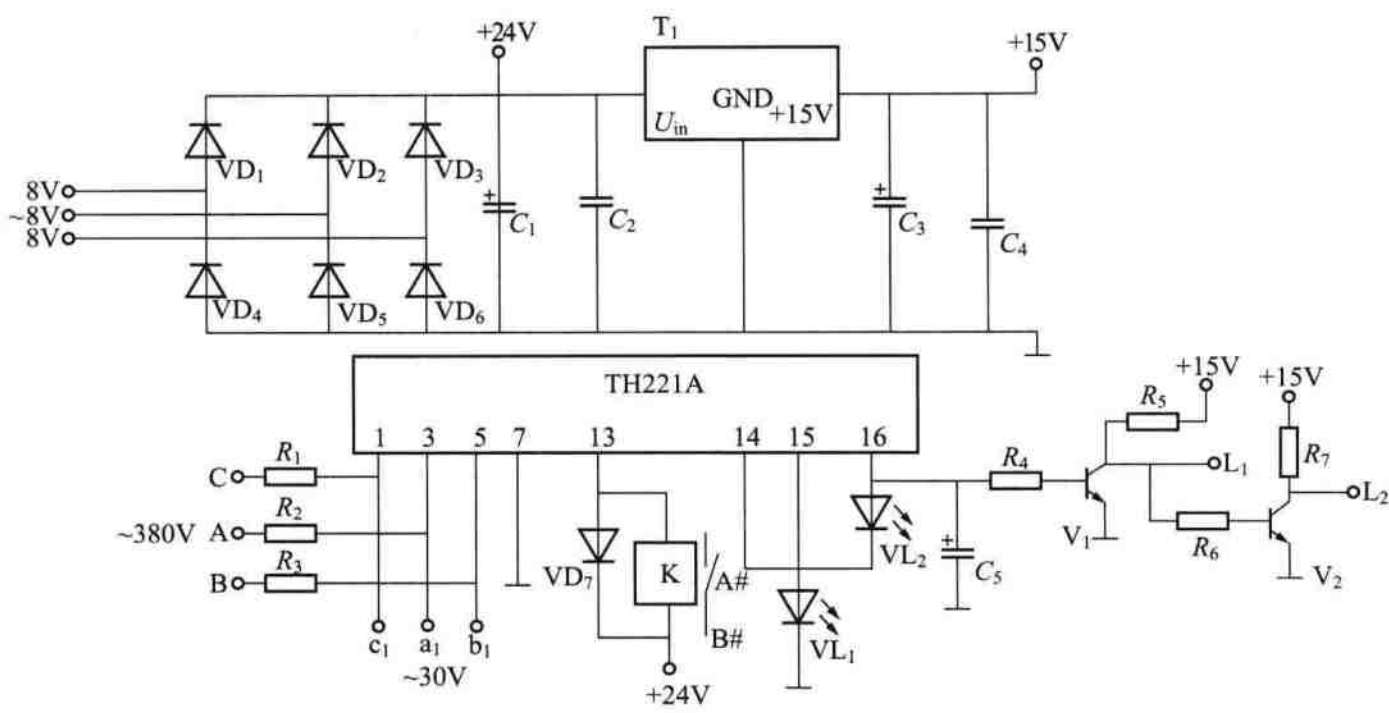 +24V
T₁
+15V
GND
+15V
Uᵢₙ
VD₁
VD₂
VD₃
8V
~8V
8V
C₁
C₂
C₃
C₄
VD₄
VD₅
VD₆
TH221A
1 3 5 7 13 14 15 16
+15V
+15V
R₅
R₇
C
R₁
R₄
L₁
L₂
~380V
A
R₂
B
R₃
VD₇
K
A#
B#
VL₂
C₅
V₁
R₆
V₂
VL₁
c₁ a₁ b₁
~30V
+24V